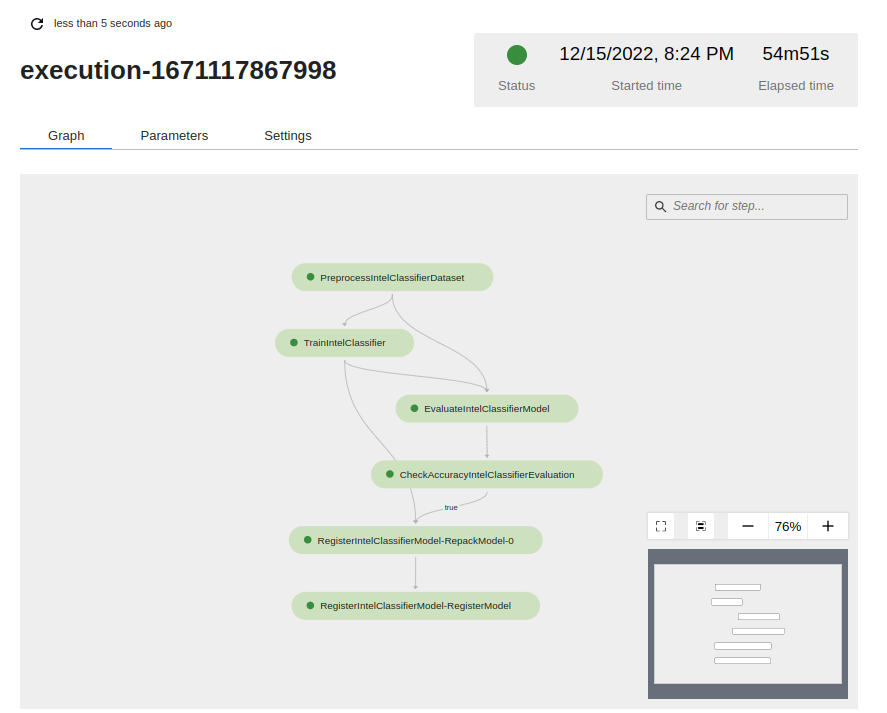 less than 5 seconds ago
execution-1671117867998
12/15/2022, 8:24 PM
54m51s
Status
Started time
Elapsed time
Graph
Parameters
Settings
Search for step...
PreprocessIntelClassifierDataset
TrainIntelClassifier
EvaluateIntelClassifierModel
CheckAccuracyIntelClassifierEvaluation
true
RegisterIntelClassifierModel-RepackModel-0
RegisterIntelClassifierModel-RegisterModel
76%